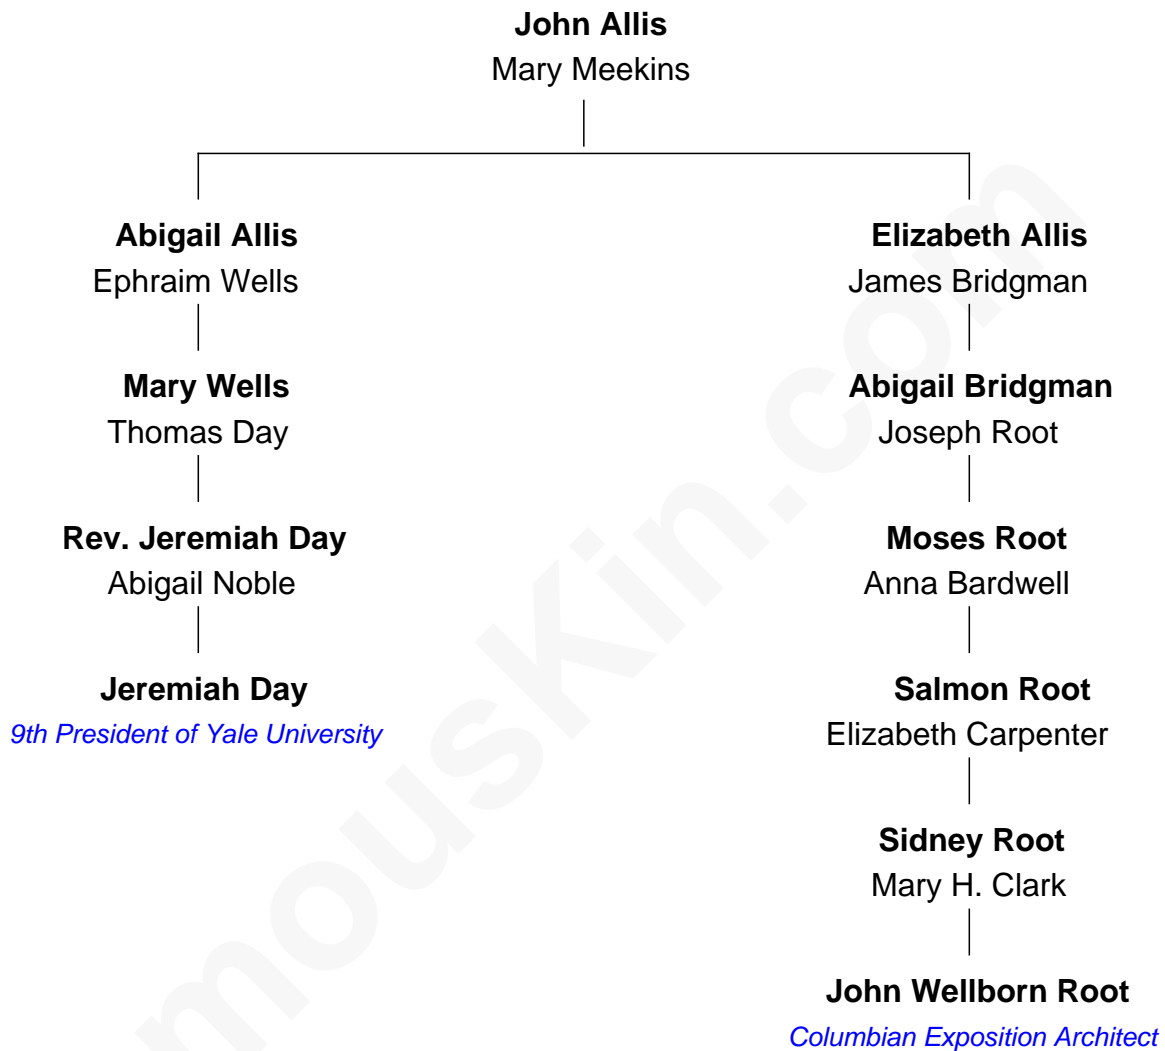 John Allis
Mary Meekins
Abigail Allis
Ephraim Wells
Mary Wells
Thomas Day
Rev. Jeremiah Day
Abigail Noble
Jeremiah Day
9th President of Yale University
Elizabeth Allis
James Bridgman
Abigail Bridgman
Joseph Root
Moses Root
Anna Bardwell
Salmon Root
Elizabeth Carpenter
Sidney Root
Mary H. Clark
John Wellborn Root
Columbian Exposition Architect
mousKin.com